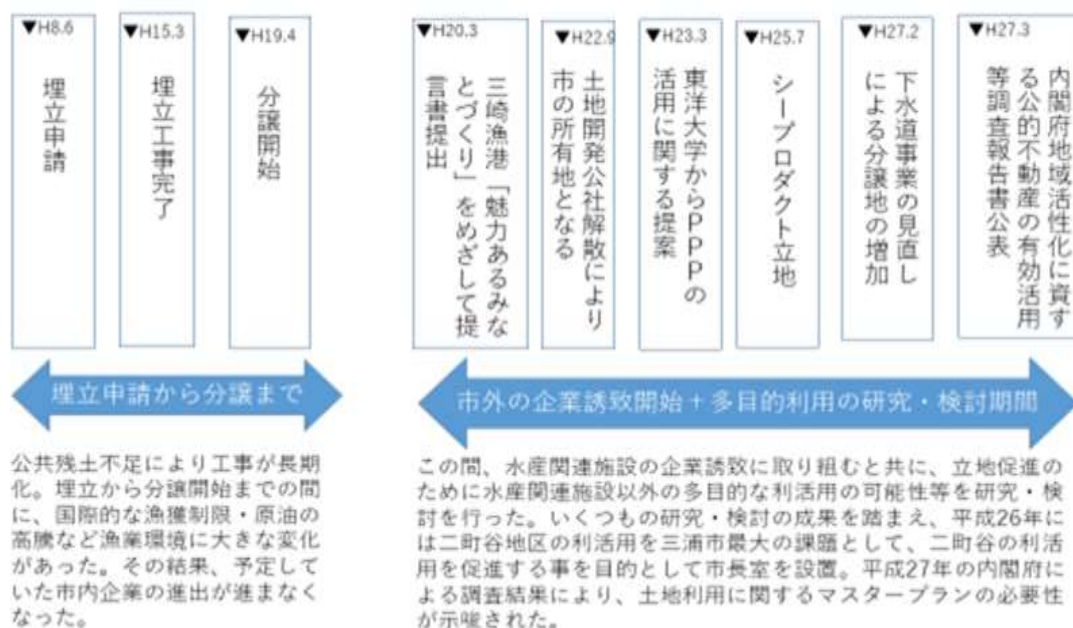 ▼H8.6
埋立申請
▼H15.3
埋立工事完了
▼H19.4
分譲開始
▼H20.3
三崎漁港「魅力あるみな
とづくり」をめざして提
言書提出
▼H22.9
土地開発公社解散により
市の所有地となる
▼H23.3
東洋大学からPPPの
活用に関する提案
▼H25.7
シープロダクト立地
▼H27.2
下水道事業の見直し
による分譲地の増加
▼H27.3
内閣府地域活性化に資す
る公的不動産の有効活用
等調査報告書公表
埋立申請から分譲まで
市外の企業誘致開始＋多目的利用の研究・検討期間
公共残土不足により工事が長期
化。埋立から分譲開始までの間
に、国際的な漁獲制限・原油の
高騰など漁業環境に大きな変化
があった。その結果、予定して
いた市内企業の進出が進まなく
なった。
この間、水産関連施設の企業誘致に取り組むと共に、立地促進の
ために水産関連施設以外の多目的な利活用の可能性等を研究・検
討を行った。いくつもの研究・検討の成果を踏まえ、平成26年に
は二町谷地区の利活用を三浦市最大の課題として、二町谷の利活
用を促進する事を目的として市長室を設置。平成27年の内閣府に
よる調査結果により、土地利用に関するマスタープランの必要性
が示唆された。